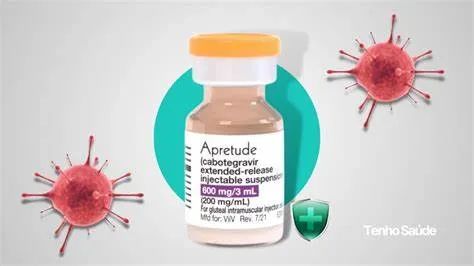 Apretude
(cabotegravir
extended-release
injectable suspension
600 mg/3 mL
(200 mg/mL)
For gluteal intramuscular injection
Mfd for: ViiV Rev. 7/21
Tenho Saúde